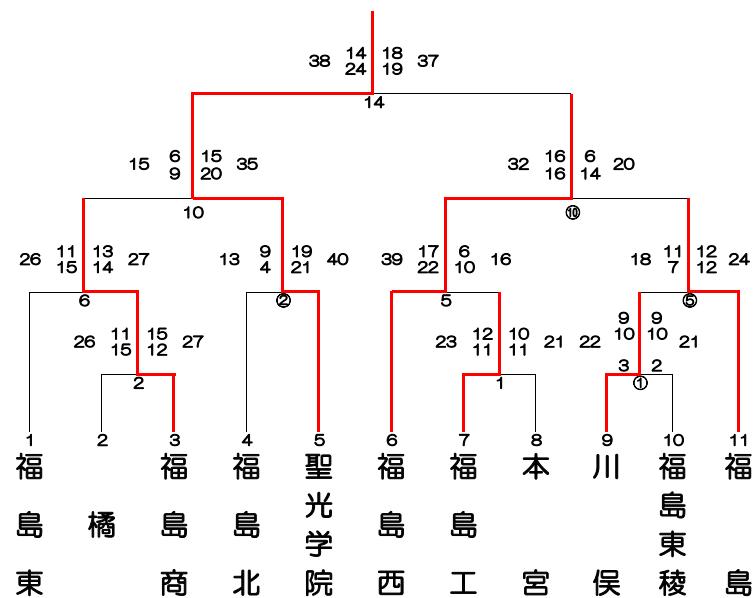 38 14 18 37
24 19
14
15 6 15 35
9 20
32 16 6 20
16 14
10
⑩
26 11 13 27
15 14
13 9 19 40
4 21
39 17 6 16
22 10
18 11 12 24
7 12
6
②
5
⑤
26 11 15 27
15 12
23 12 10 21
11 11
22 9 9 21
10 10
3 2
2
1
①
1 2 3 4 5 6 7 8 9 10 11
福島東
橘
福島商
福島北
聖光学院
福島西
福島工
本宮
川俣
福島東稜
福島